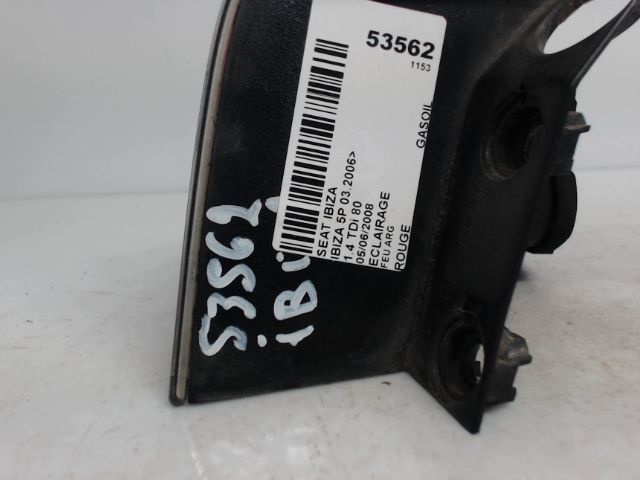 53562
1153
GASOIL
SEAT IBIZA
IBIZA 5P 03.2006>
1.4 TDi 80
05/06/2008
ECLAIRAGE
FEU ARG
ROUGE
53562